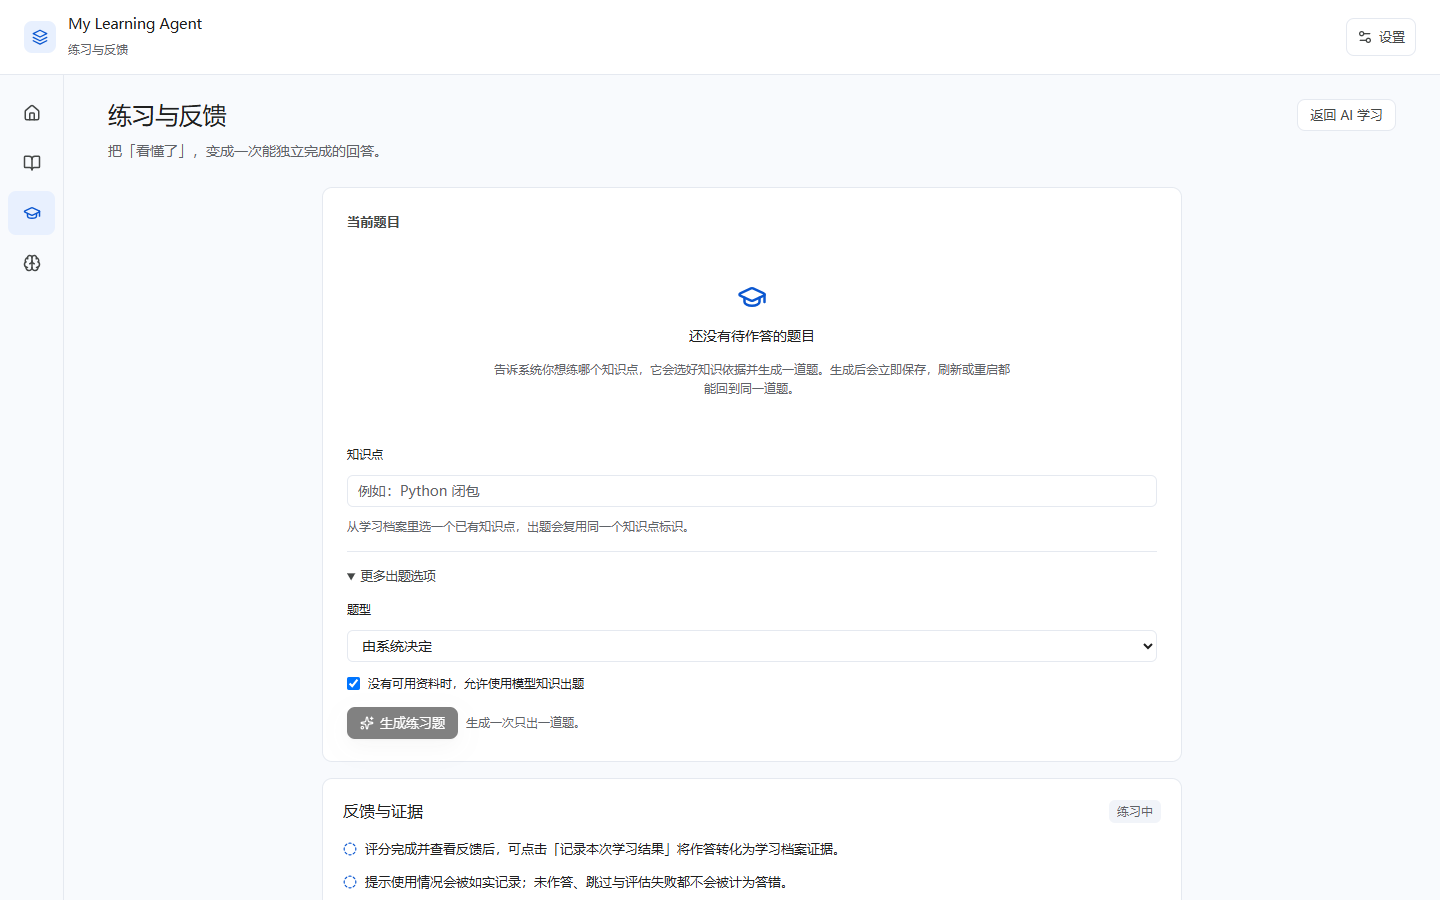 My Learning Agent
练习与反馈
设置
练习与反馈
返回 AI 学习
把「看懂了」，变成一次能独立完成的回答。
当前题目
还没有待作答的题目
告诉系统你想练哪个知识点，它会选好知识依据并生成一道题。生成后会立即保存，刷新或重启都
能回到同一道题。
知识点
例如：Python 闭包
从学习档案里选一个已有知识点，出题会复用同一个知识点标识。
▼ 更多出题选项
题型
由系统决定
没有可用资料时，允许使用模型知识出题
生成练习题
生成一次只出一道题。
反馈与证据
练习中
评分完成并查看反馈后，可点击「记录本次学习结果」将作答转化为学习档案证据。
提示使用情况会被如实记录；未作答、跳过与评估失败都不会被计为答错。